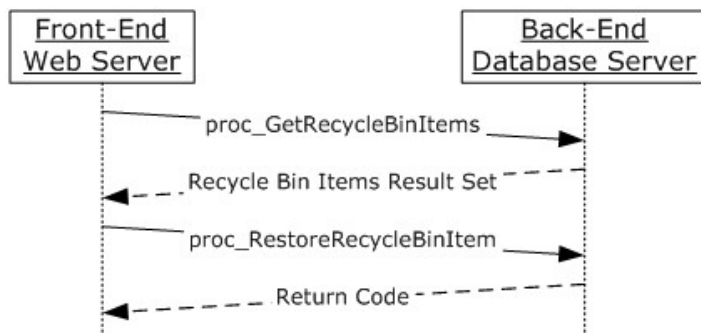 Front-End
Web Server
Back-End
Database Server
proc_GetRecycleBinItems
Recycle Bin Items Result Set
proc_RestoreRecycleBinItem
Return Code